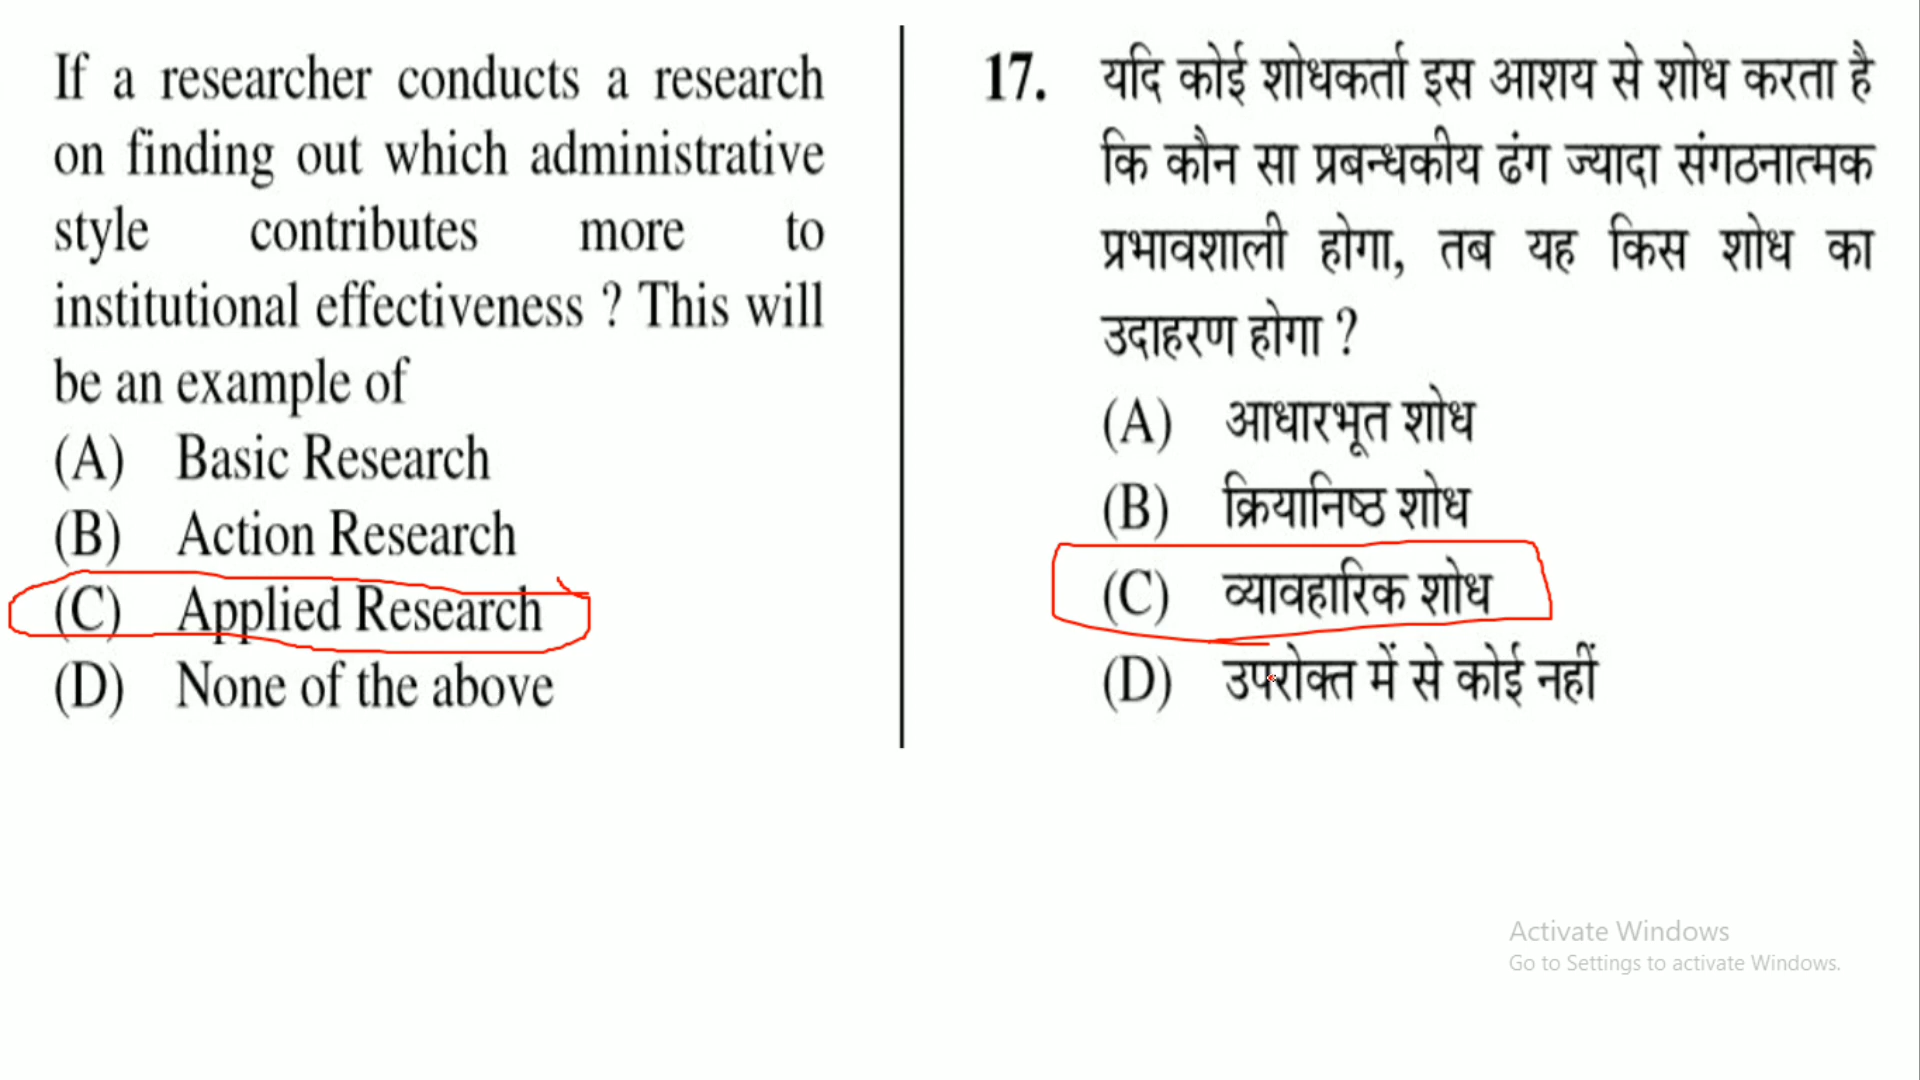 If a researcher conducts a research
on finding out which administrative
style contributes more to
institutional effectiveness ? This will
be an example of
(A) Basic Research
(B) Action Research
(C) Applied Research
(D) None of the above
17. यदि कोई शोधकर्ता इस आशय से शोध करता है
कि कौन सा प्रबन्धकीय ढंग ज्यादा संगठनात्मक
प्रभावशाली होगा, तब यह किस शोध का
उदाहरण होगा ?
(A) आधारभूत शोध
(B) क्रियानिष्ठ शोध
(C) व्यावहारिक शोध
(D) उपरोक्त में से कोई नहीं
Activate Windows
Go to Settings to activate Windows.